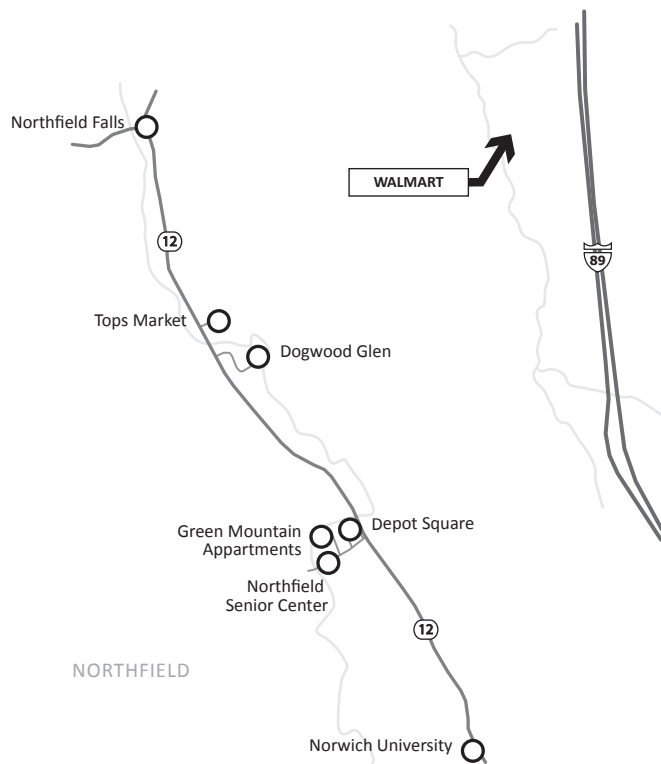 Northfield Falls
WALMART
12
89
Tops Market
Dogwood Glen
Depot Square
Green Mountain
Appartments
Northfield
Senior Center
12
NORTHFIELD
Norwich University